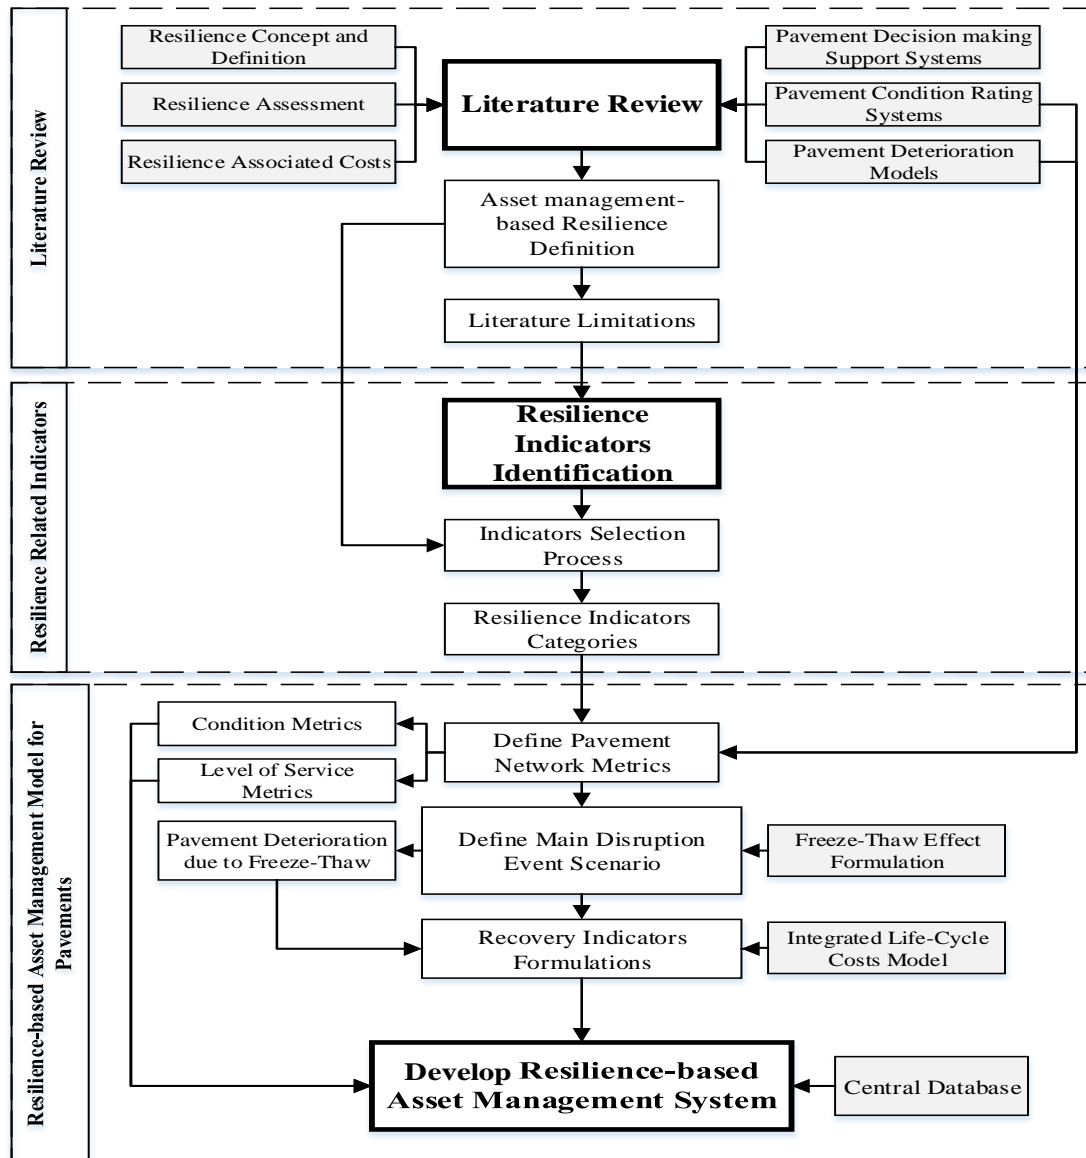 Literature Review
Resilience Concept and
Definition
Resilience Assessment
Resilience Associated Costs
Literature Review
Pavement Decision making
Support Systems
Pavement Condition Rating
Systems
Pavement Deterioration
Models
Asset management-
based Resilience
Definition
Literature Limitations
Resilience Related Indicators
Resilience
Indicators
Identification
Indicators Selection
Process
Resilience Indicators
Categories
Resilience-based Asset Management Model for
Pavements
Condition Metrics
Level of Service
Metrics
Define Pavement
Network Metrics
Pavement Deterioration
due to Freeze-Thaw
Define Main Disruption
Event Scenario
Freeze-Thaw Effect
Formulation
Recovery Indicators
Formulations
Integrated Life-Cycle
Costs Model
Develop Resilience-based
Asset Management System
Central Database